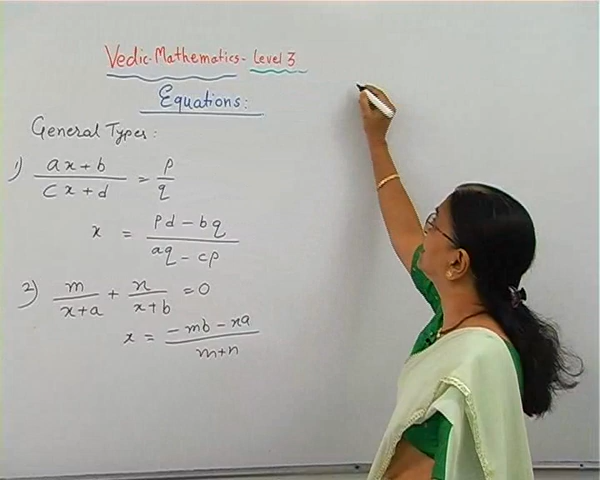 Vedic-Mathematics- Level 3
Equations:
General Types:
1) ax+b / cx+d = p/q
x = pd-bq / aq-cp
2) m/x+a + n/x+b = 0
x = -mb-na / m+n